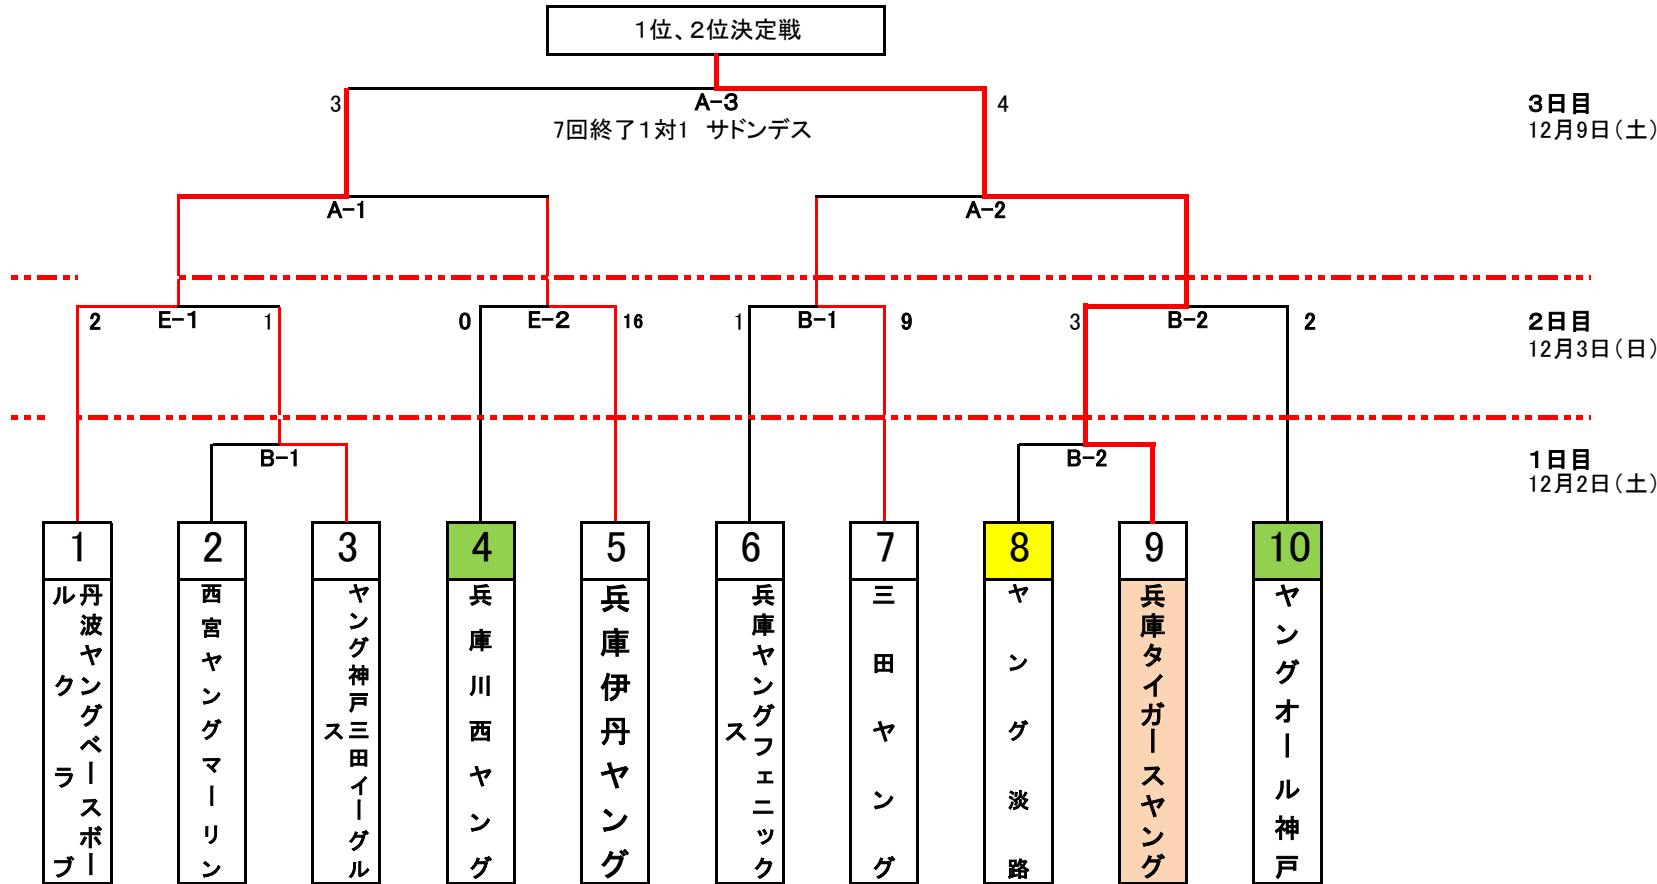 1位、2位決定戦
3
A-3
4
3日目
7回終了1対1 サドンデス
12月9日(土)
A-1
A-2
2
E-1
1
0
E-2
16
1
B-1
9
3
B-2
2
2日目
12月3日(日)
B-1
B-2
1日目
12月2日(土)
1
2
3
4
5
6
7
8
9
10
丹波ヤングベースボー
ルクラブ
西宮ヤングマーリン
ヤング神戸三田イーグル
ス
兵庫川西ヤング
兵庫伊丹ヤング
兵庫ヤングフェニック
ス
三田ヤング
ヤング淡路
兵庫タイガースヤング
ヤングオール神戸